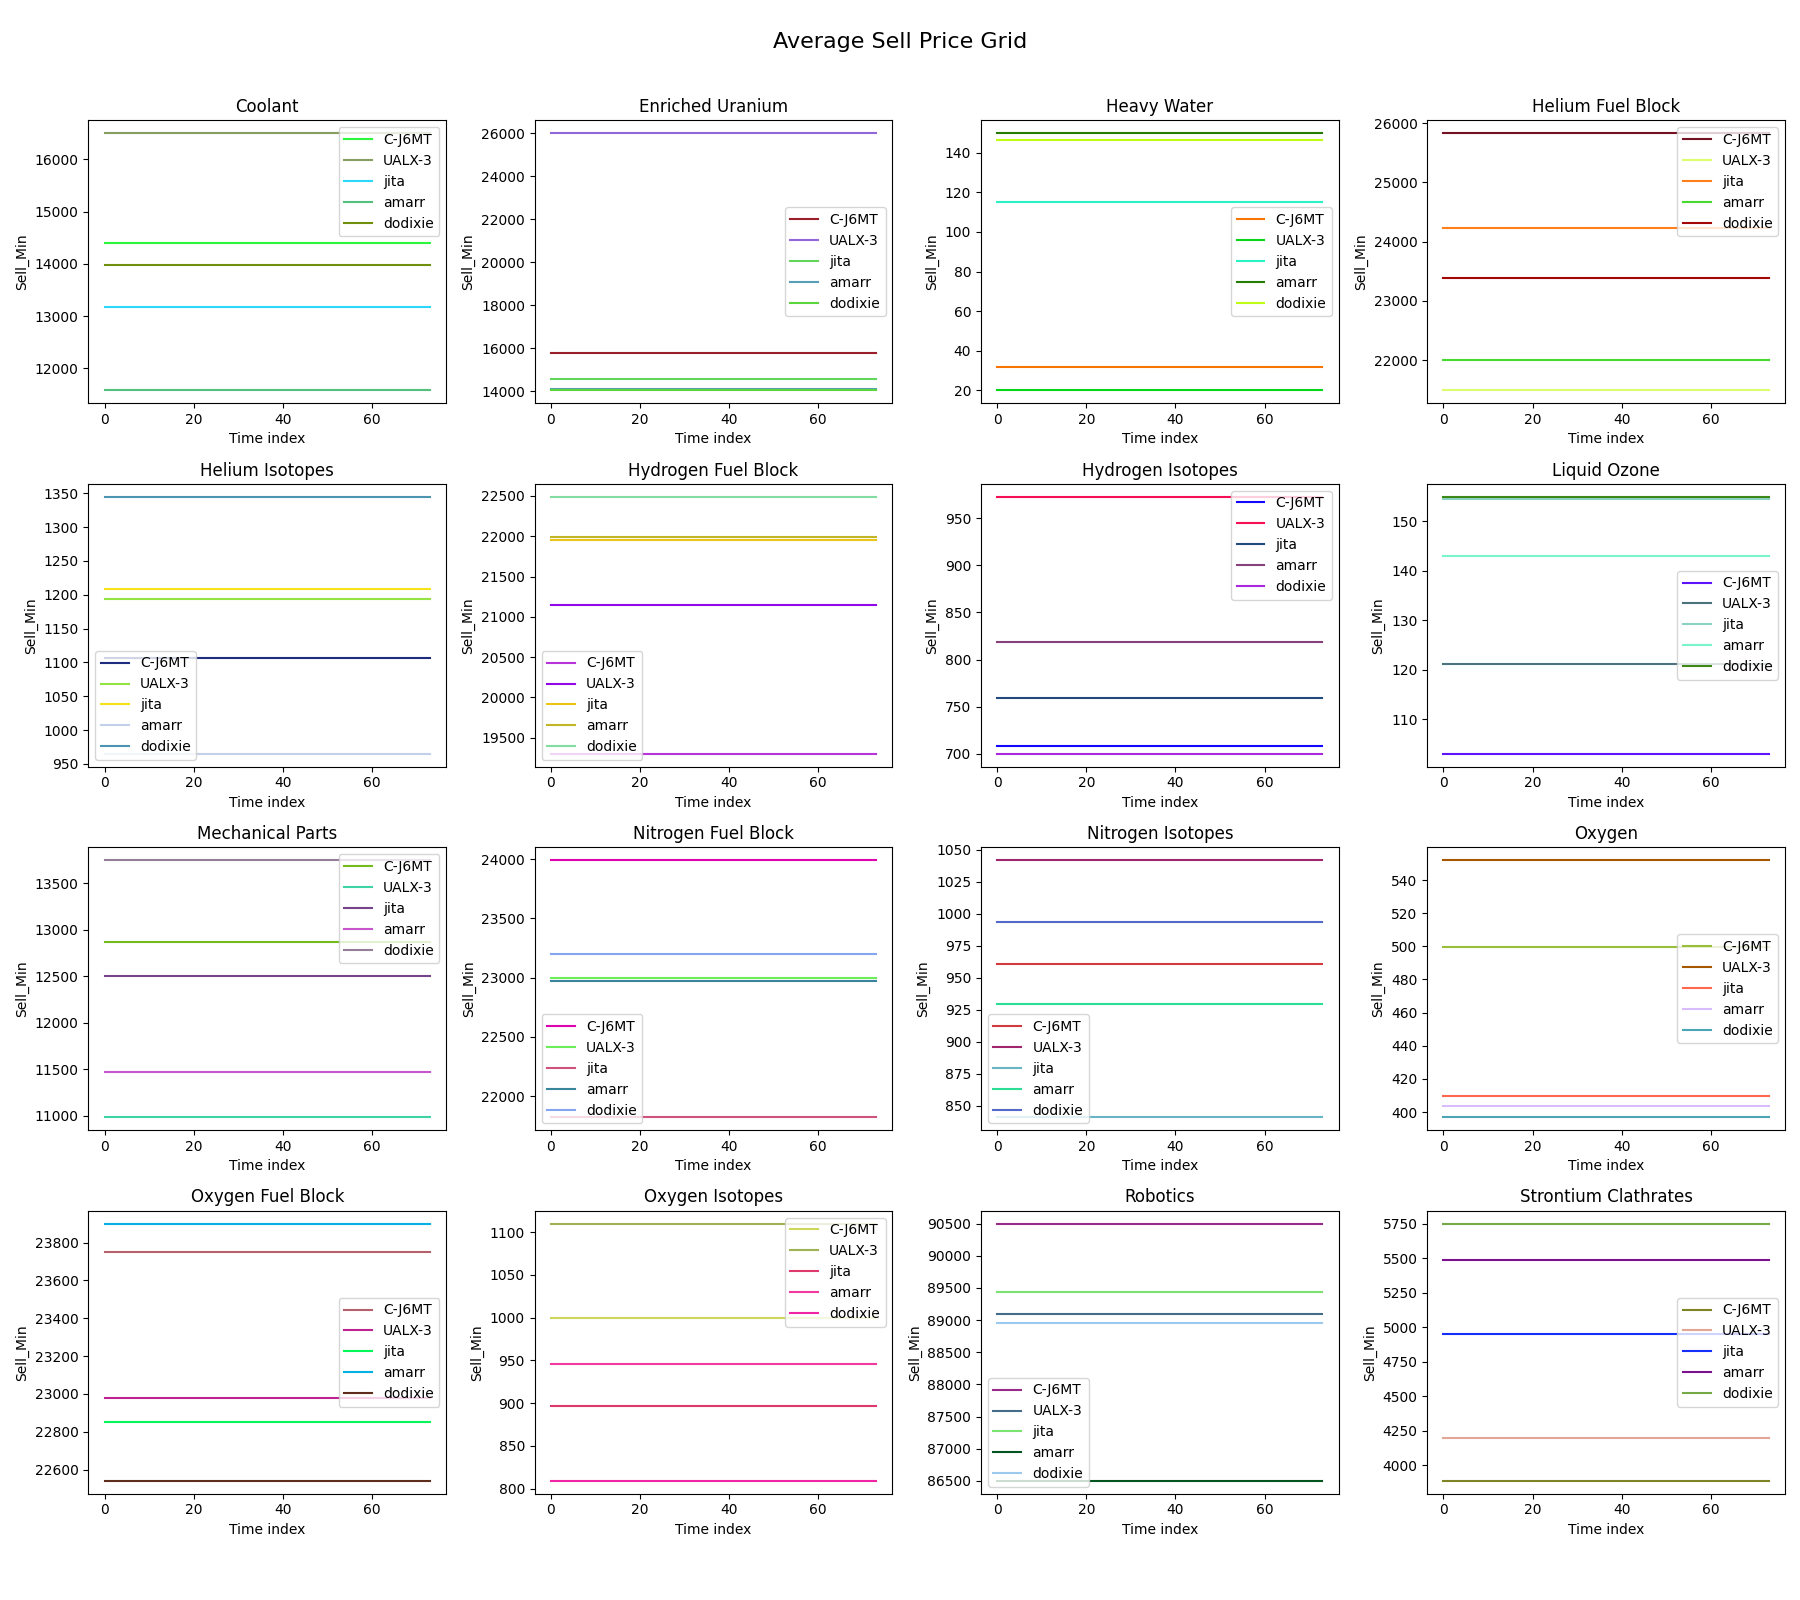 Average Sell Price Grid
Coolant
Sell_Min
16000
15000
14000
13000
12000
C-J6MT
UALX-3
jita
amarr
dodixie
0 20 40 60
Time index
Enriched Uranium
Sell_Min
26000
24000
22000
20000
18000
16000
14000
C-J6MT
UALX-3
jita
amarr
dodixie
0 20 40 60
Time index
Heavy Water
Sell_Min
140
120
100
80
60
40
20
C-J6MT
UALX-3
jita
amarr
dodixie
0 20 40 60
Time index
Helium Fuel Block
Sell_Min
26000
25000
24000
23000
22000
C-J6MT
UALX-3
jita
amarr
dodixie
0 20 40 60
Time index
Helium Isotopes
Sell_Min
1350
1300
1250
1200
1150
1100
1050
1000
950
C-J6MT
UALX-3
jita
amarr
dodixie
0 20 40 60
Time index
Hydrogen Fuel Block
Sell_Min
22500
22000
21500
21000
20500
20000
19500
C-J6MT
UALX-3
jita
amarr
dodixie
0 20 40 60
Time index
Hydrogen Isotopes
Sell_Min
950
900
850
800
750
700
C-J6MT
UALX-3
jita
amarr
dodixie
0 20 40 60
Time index
Liquid Ozone
Sell_Min
150
140
130
120
110
C-J6MT
UALX-3
jita
amarr
dodixie
0 20 40 60
Time index
Mechanical Parts
Sell_Min
13500
13000
12500
12000
11500
11000
C-J6MT
UALX-3
jita
amarr
dodixie
0 20 40 60
Time index
Nitrogen Fuel Block
Sell_Min
24000
23500
23000
22500
22000
C-J6MT
UALX-3
jita
amarr
dodixie
0 20 40 60
Time index
Nitrogen Isotopes
Sell_Min
1050
1025
1000
975
950
925
900
875
850
C-J6MT
UALX-3
jita
amarr
dodixie
0 20 40 60
Time index
Oxygen
Sell_Min
540
520
500
480
460
440
420
400
C-J6MT
UALX-3
jita
amarr
dodixie
0 20 40 60
Time index
Oxygen Fuel Block
Sell_Min
23800
23600
23400
23200
23000
22800
22600
C-J6MT
UALX-3
jita
amarr
dodixie
0 20 40 60
Time index
Oxygen Isotopes
Sell_Min
1100
1050
1000
950
900
850
800
C-J6MT
UALX-3
jita
amarr
dodixie
0 20 40 60
Time index
Robotics
Sell_Min
90500
90000
89500
89000
88500
88000
87500
87000
86500
C-J6MT
UALX-3
jita
amarr
dodixie
0 20 40 60
Time index
Strontium Clathrates
Sell_Min
5750
5500
5250
5000
4750
4500
4250
4000
C-J6MT
UALX-3
jita
amarr
dodixie
0 20 40 60
Time index